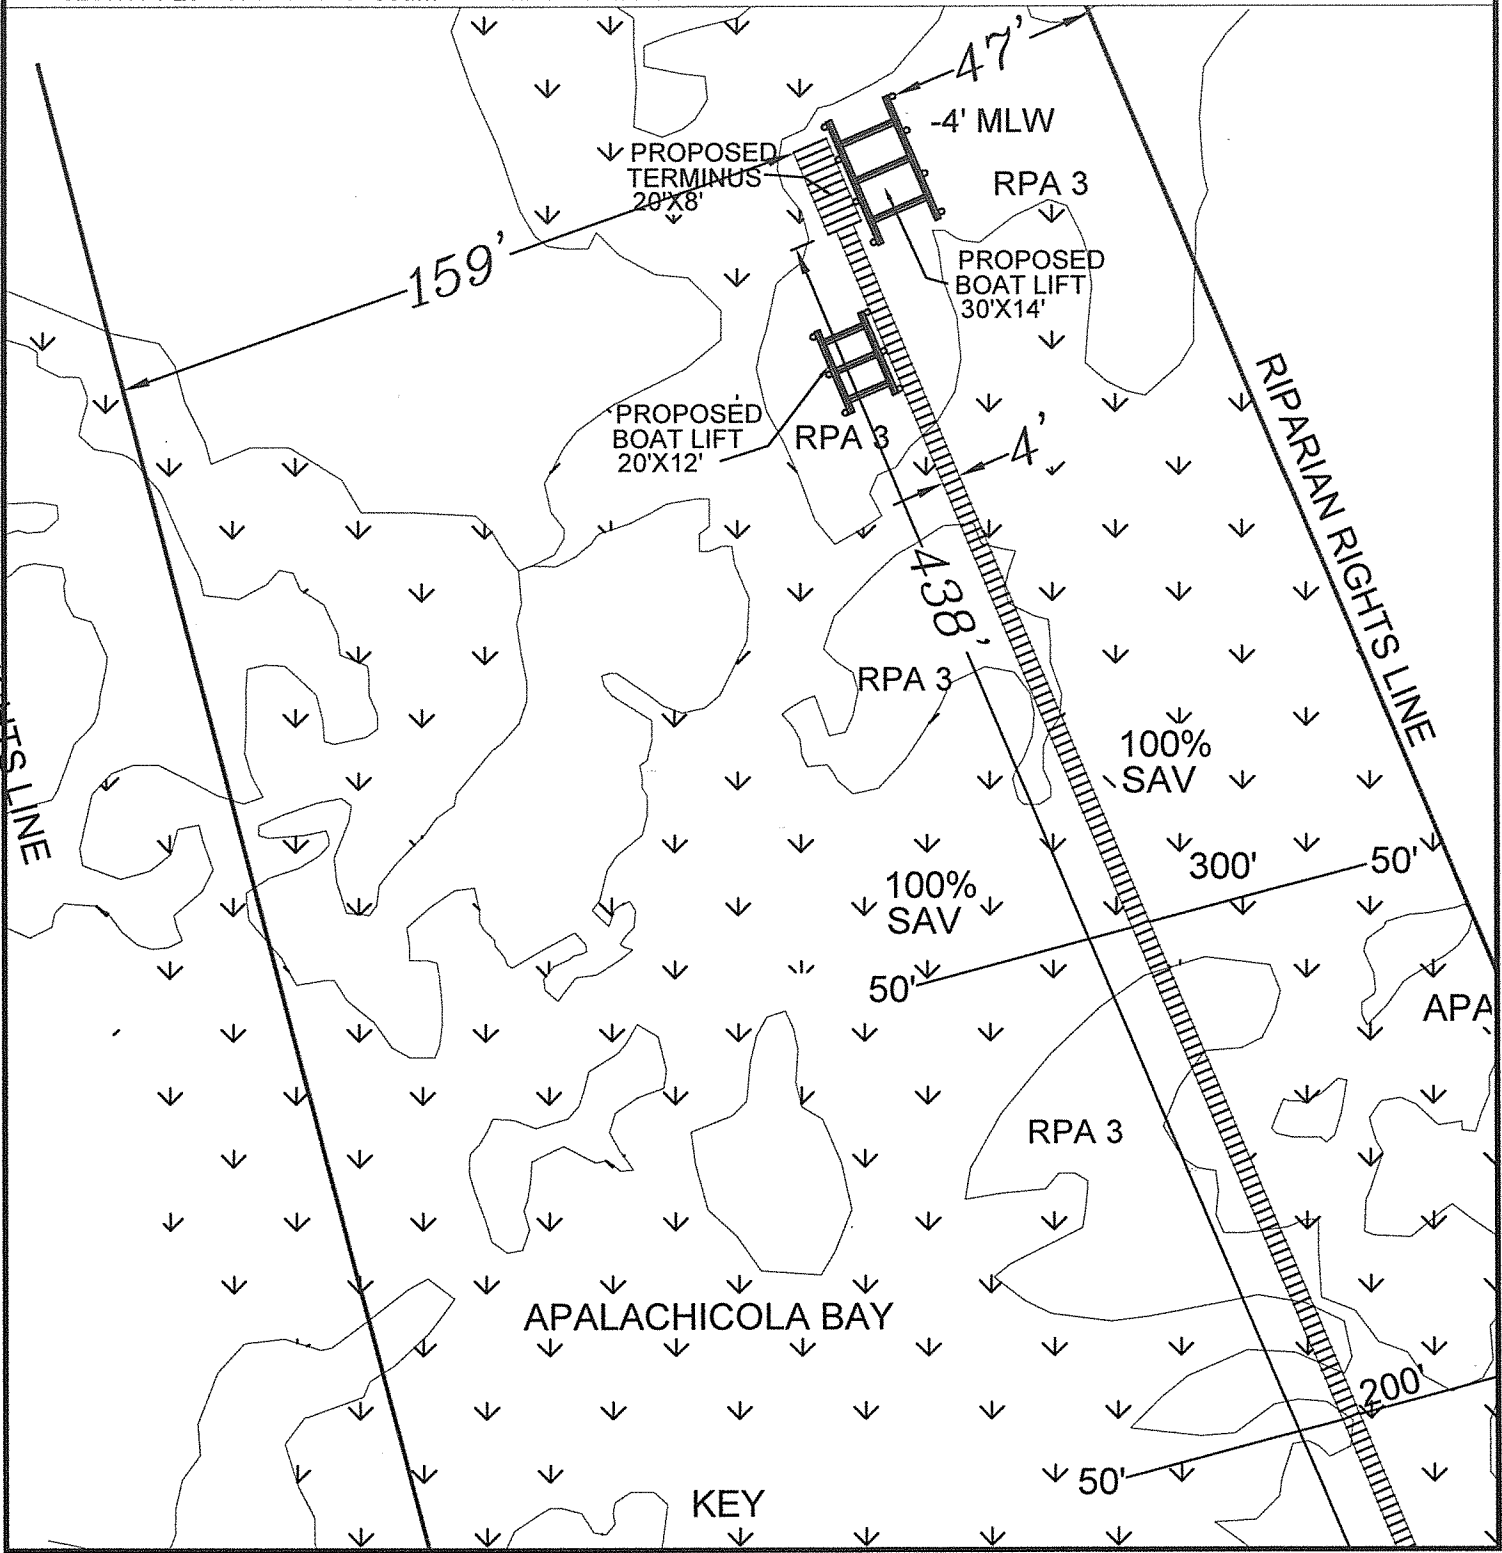 47'
-4' MLW
PROPOSED
TERMINUS
20'X8'
RPA 3
159'
PROPOSED
BOAT LIFT
30'X14'
PROPOSED
BOAT LIFT
20'X12'
RPA 3
4'
RIPARIAN RIGHTS LINE
438'
RPA 3
100%
SAV
LINE
300'
50'
100%
SAV
50'
APA
RPA 3
APALACHICOLA BAY
200'
50'
KEY